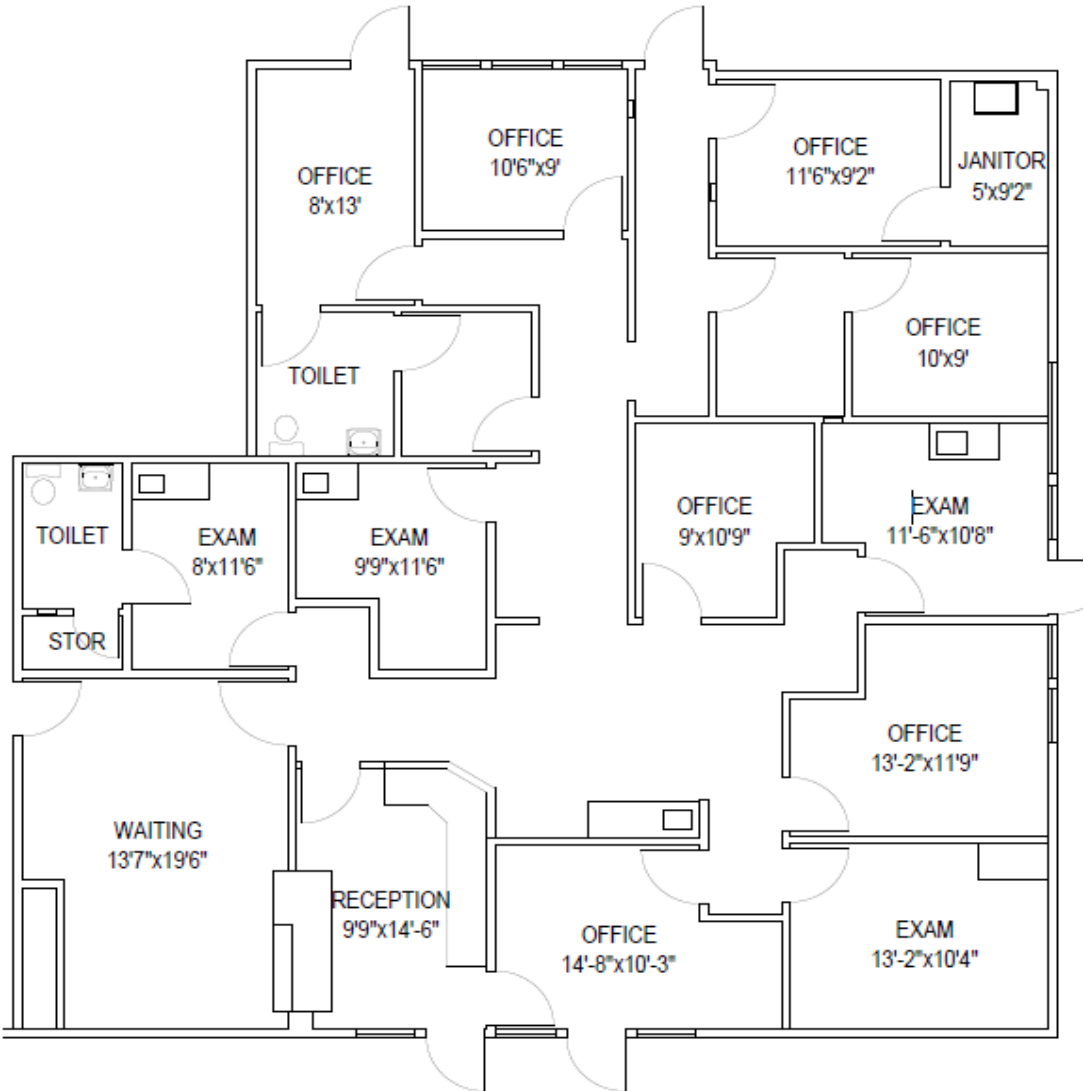 OFFICE
10'6"x9'
OFFICE
8'x13'
OFFICE
11'6"x9'2"
JANITOR
5'x9'2"
OFFICE
10'x9'
TOILET
TOILET
EXAM
8'x11'6"
EXAM
9'9"x11'6"
OFFICE
9'x10'9"
EXAM
11'-6"x10'8"
STOR
OFFICE
13'-2"x11'9"
WAITING
13'7"x19'6"
RECEPTION
9'9"x14'-6"
OFFICE
14'-8"x10'-3"
EXAM
13'-2"x10'4"